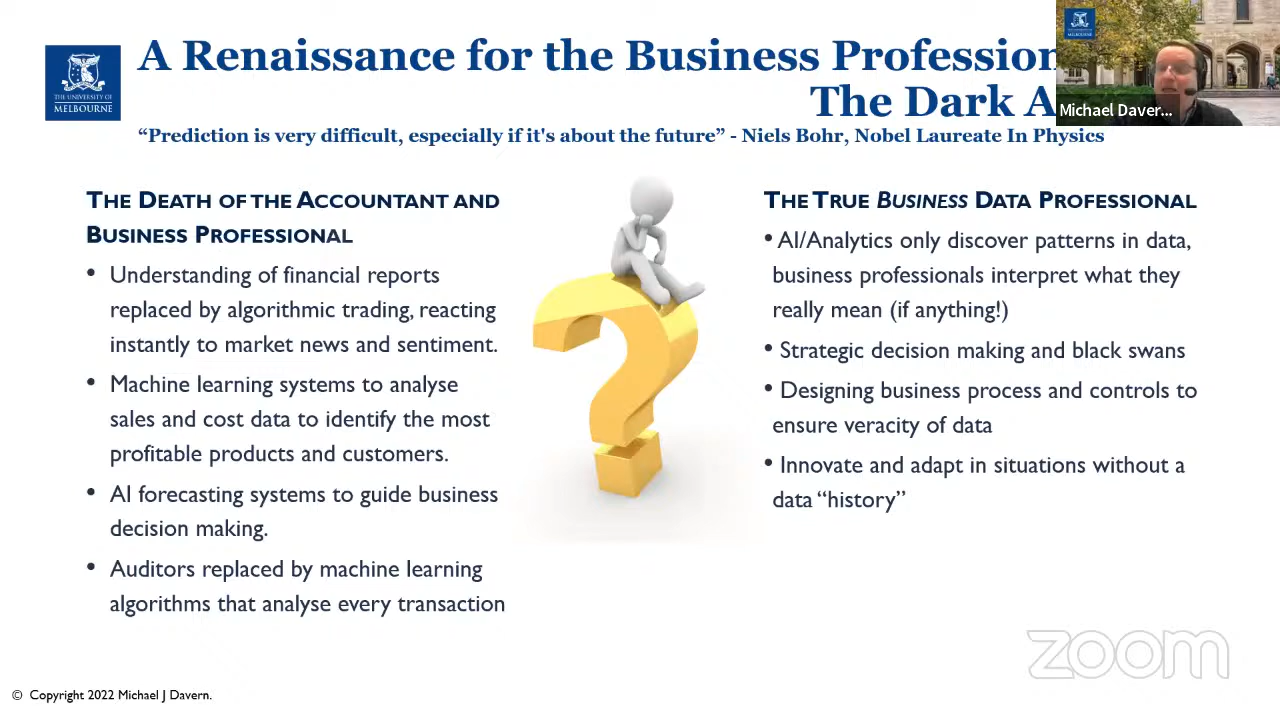 A Renaissance for the Business Profession
The Dark A
“Prediction is very difficult, especially if it's about the future” - Niels Bohr, Nobel Laureate In Physics
THE UNIVERSITY OF
MELBOURNE
Michael Daver...
THE DEATH OF THE ACCOUNTANT AND
BUSINESS PROFESSIONAL
• Understanding of financial reports
replaced by algorithmic trading, reacting
instantly to market news and sentiment.
• Machine learning systems to analyse
sales and cost data to identify the most
profitable products and customers.
• AI forecasting systems to guide business
decision making.
• Auditors replaced by machine learning
algorithms that analyse every transaction
THE TRUE BUSINESS DATA PROFESSIONAL
• AI/Analytics only discover patterns in data,
business professionals interpret what they
really mean (if anything!)
• Strategic decision making and black swans
• Designing business process and controls to
ensure veracity of data
• Innovate and adapt in situations without a
data “history”
zoom
© Copyright 2022 Michael J Davern.